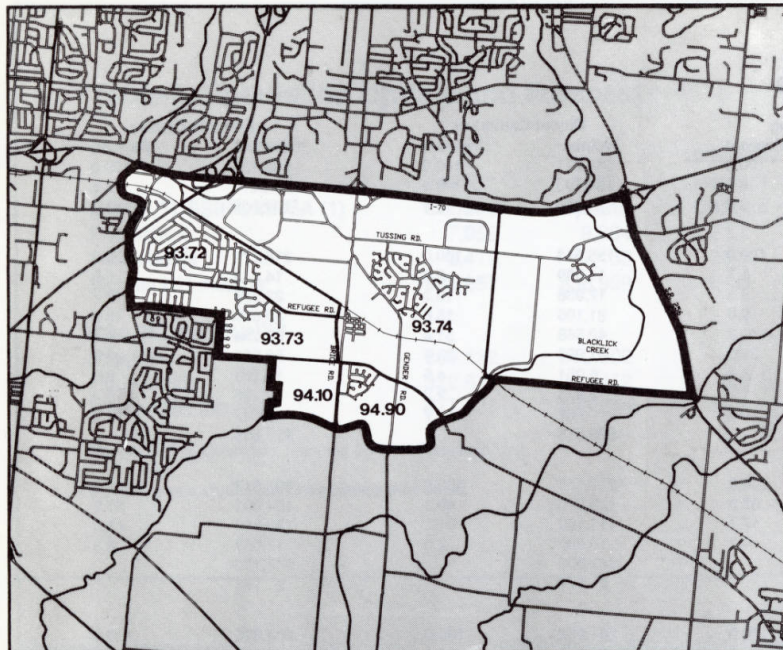 I-70
TUSSING RD.
93.72
REFUGEE RD.
93.74
93.73
BLACKLICK
CREEK
GENDER RD.
REFUGEE RD.
94.10
94.90